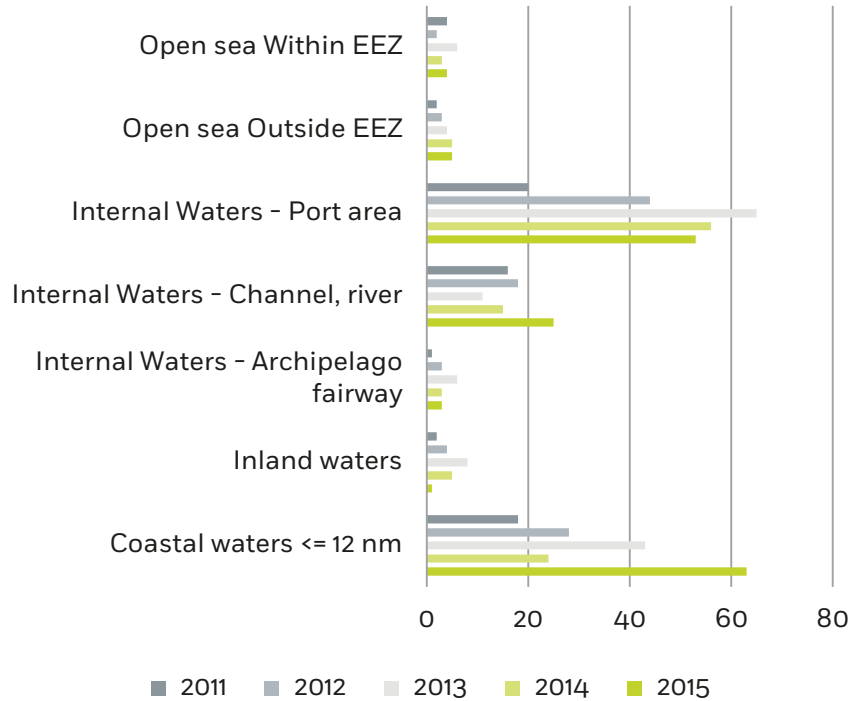 Open sea Within EEZ
Open sea Outside EEZ
Internal Waters - Port area
Internal Waters - Channel, river
Internal Waters - Archipelago
fairway
Inland waters
Coastal waters <= 12 nm
0 20 40 60 80
2011 2012 2013 2014 2015